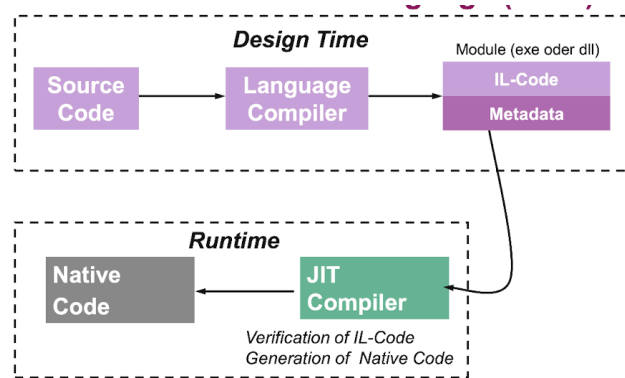 Design Time
Module (exe oder dll)
Source
Code
Language
Compiler
IL-Code
Metadata
Runtime
Native
Code
JIT
Compiler
Verification of IL-Code
Generation of Native Code